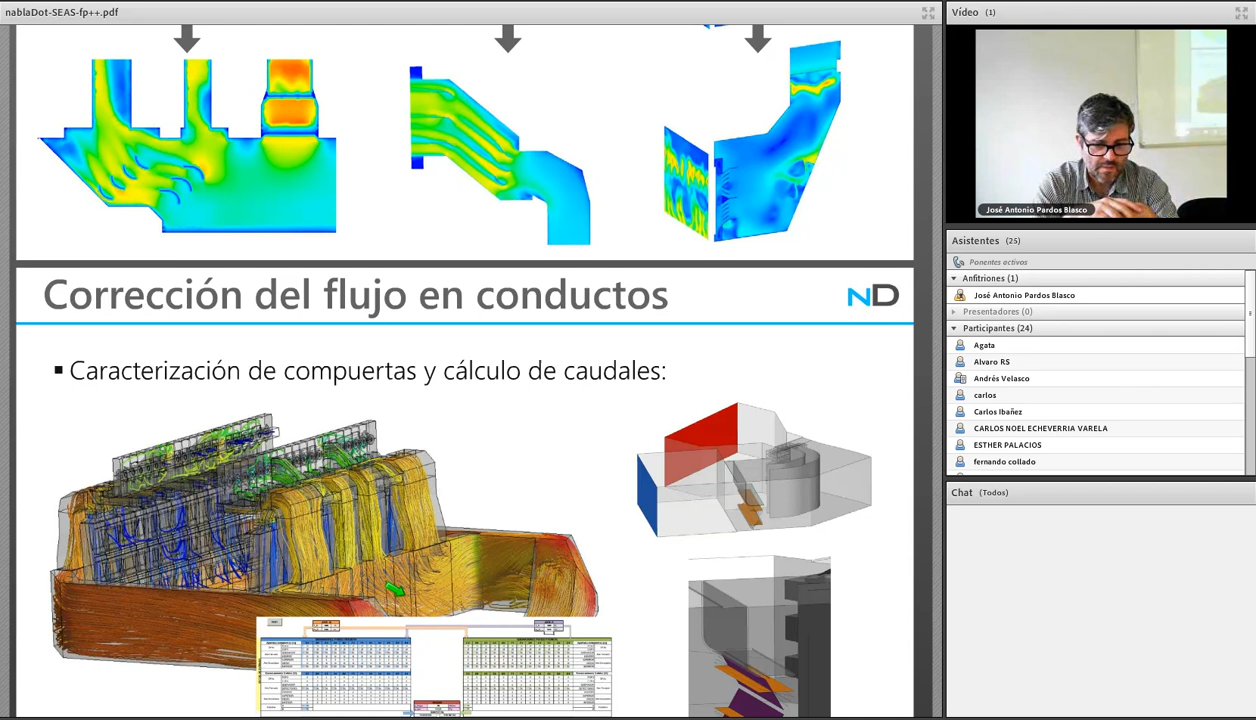 nablaDot-SEAS-fp++.pdf
Corrección del flujo en conductos
ND
▪ Caracterización de compuertas y cálculo de caudales:
Vídeo (1)
José Antonio Pardos Blasco
Asistentes (25)
Ponentes activos
Anfitriones (1)
José Antonio Pardos Blasco
Presentadores (0)
Participantes (24)
Agata
Alvaro RS
Andrés Velasco
carlos
Carlos Ibañez
CARLOS NOEL ECHEVERRIA VARELA
ESTHER PALACIOS
fernando collado
Chat (Todos)